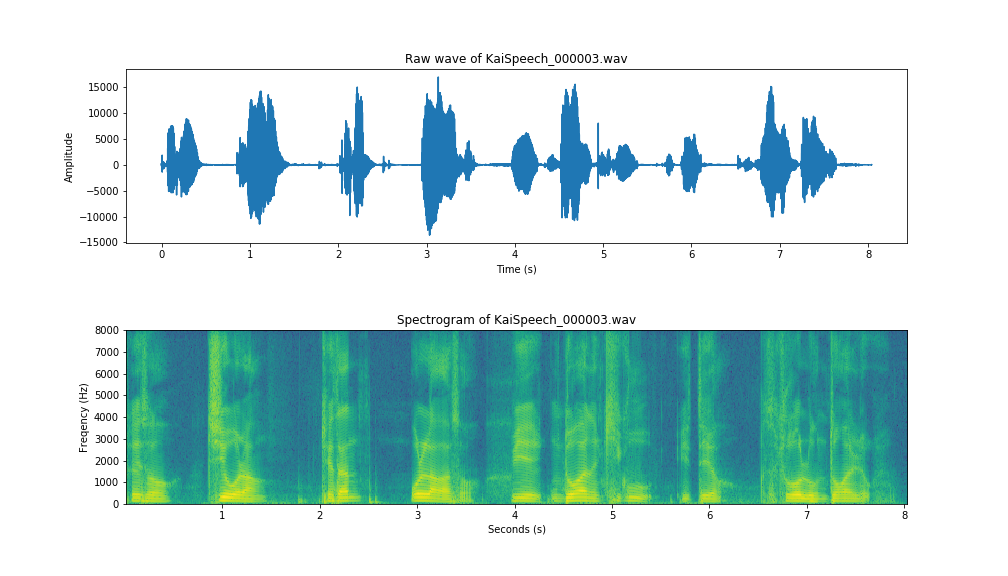 Raw wave of KaiSpeech_000003.wav
15000
10000
5000
0
−5000
−10000
−15000
Amplitude
0 1 2 3 4 5 6 7 8
Time (s)
Spectrogram of KaiSpeech_000003.wav
8000
7000
6000
5000
4000
3000
2000
1000
0
Freqency (Hz)
1 2 3 4 5 6 7 8
Seconds (s)